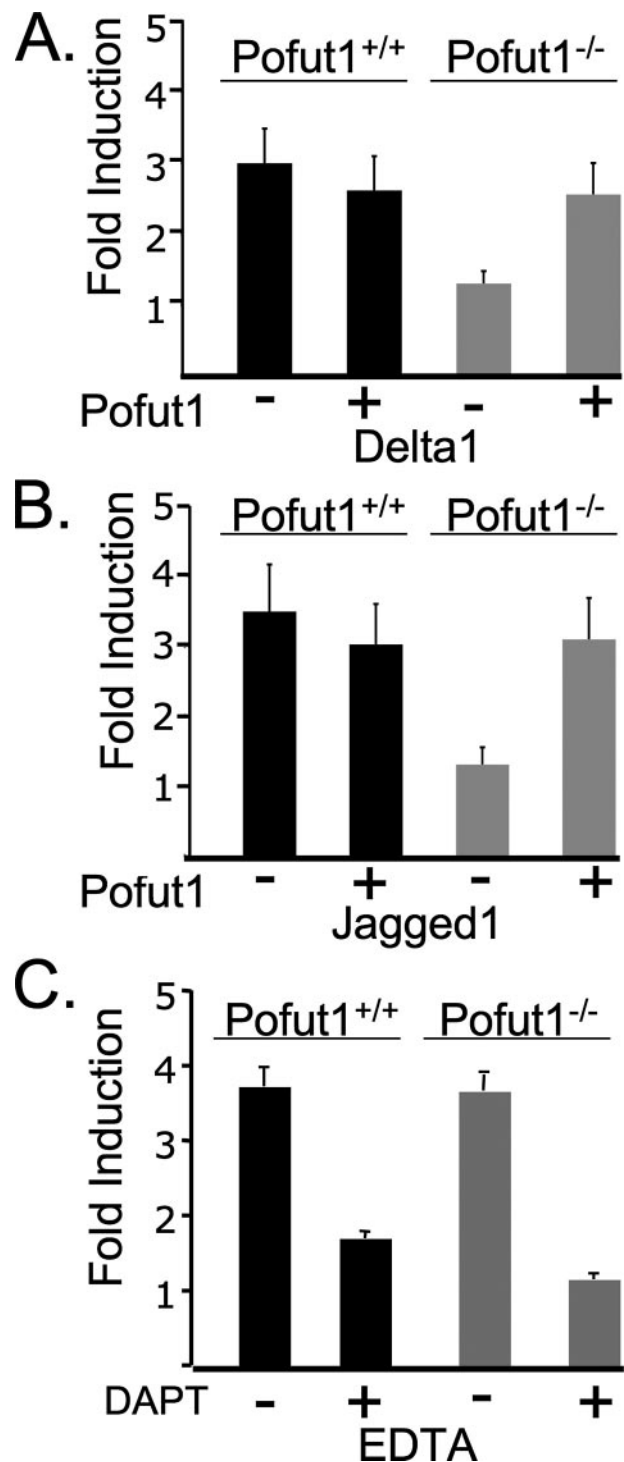 A.
Fold Induction
5
4
3
2
1
Pofut1+/+ Pofut1-/-
Pofut1 - + - +
Delta1
B.
Fold Induction
5
4
3
2
1
Pofut1+/+ Pofut1-/-
Pofut1 - + - +
Jagged1
C.
Fold Induction
5
4
3
2
1
Pofut1+/+ Pofut1-/-
DAPT - + - +
EDTA